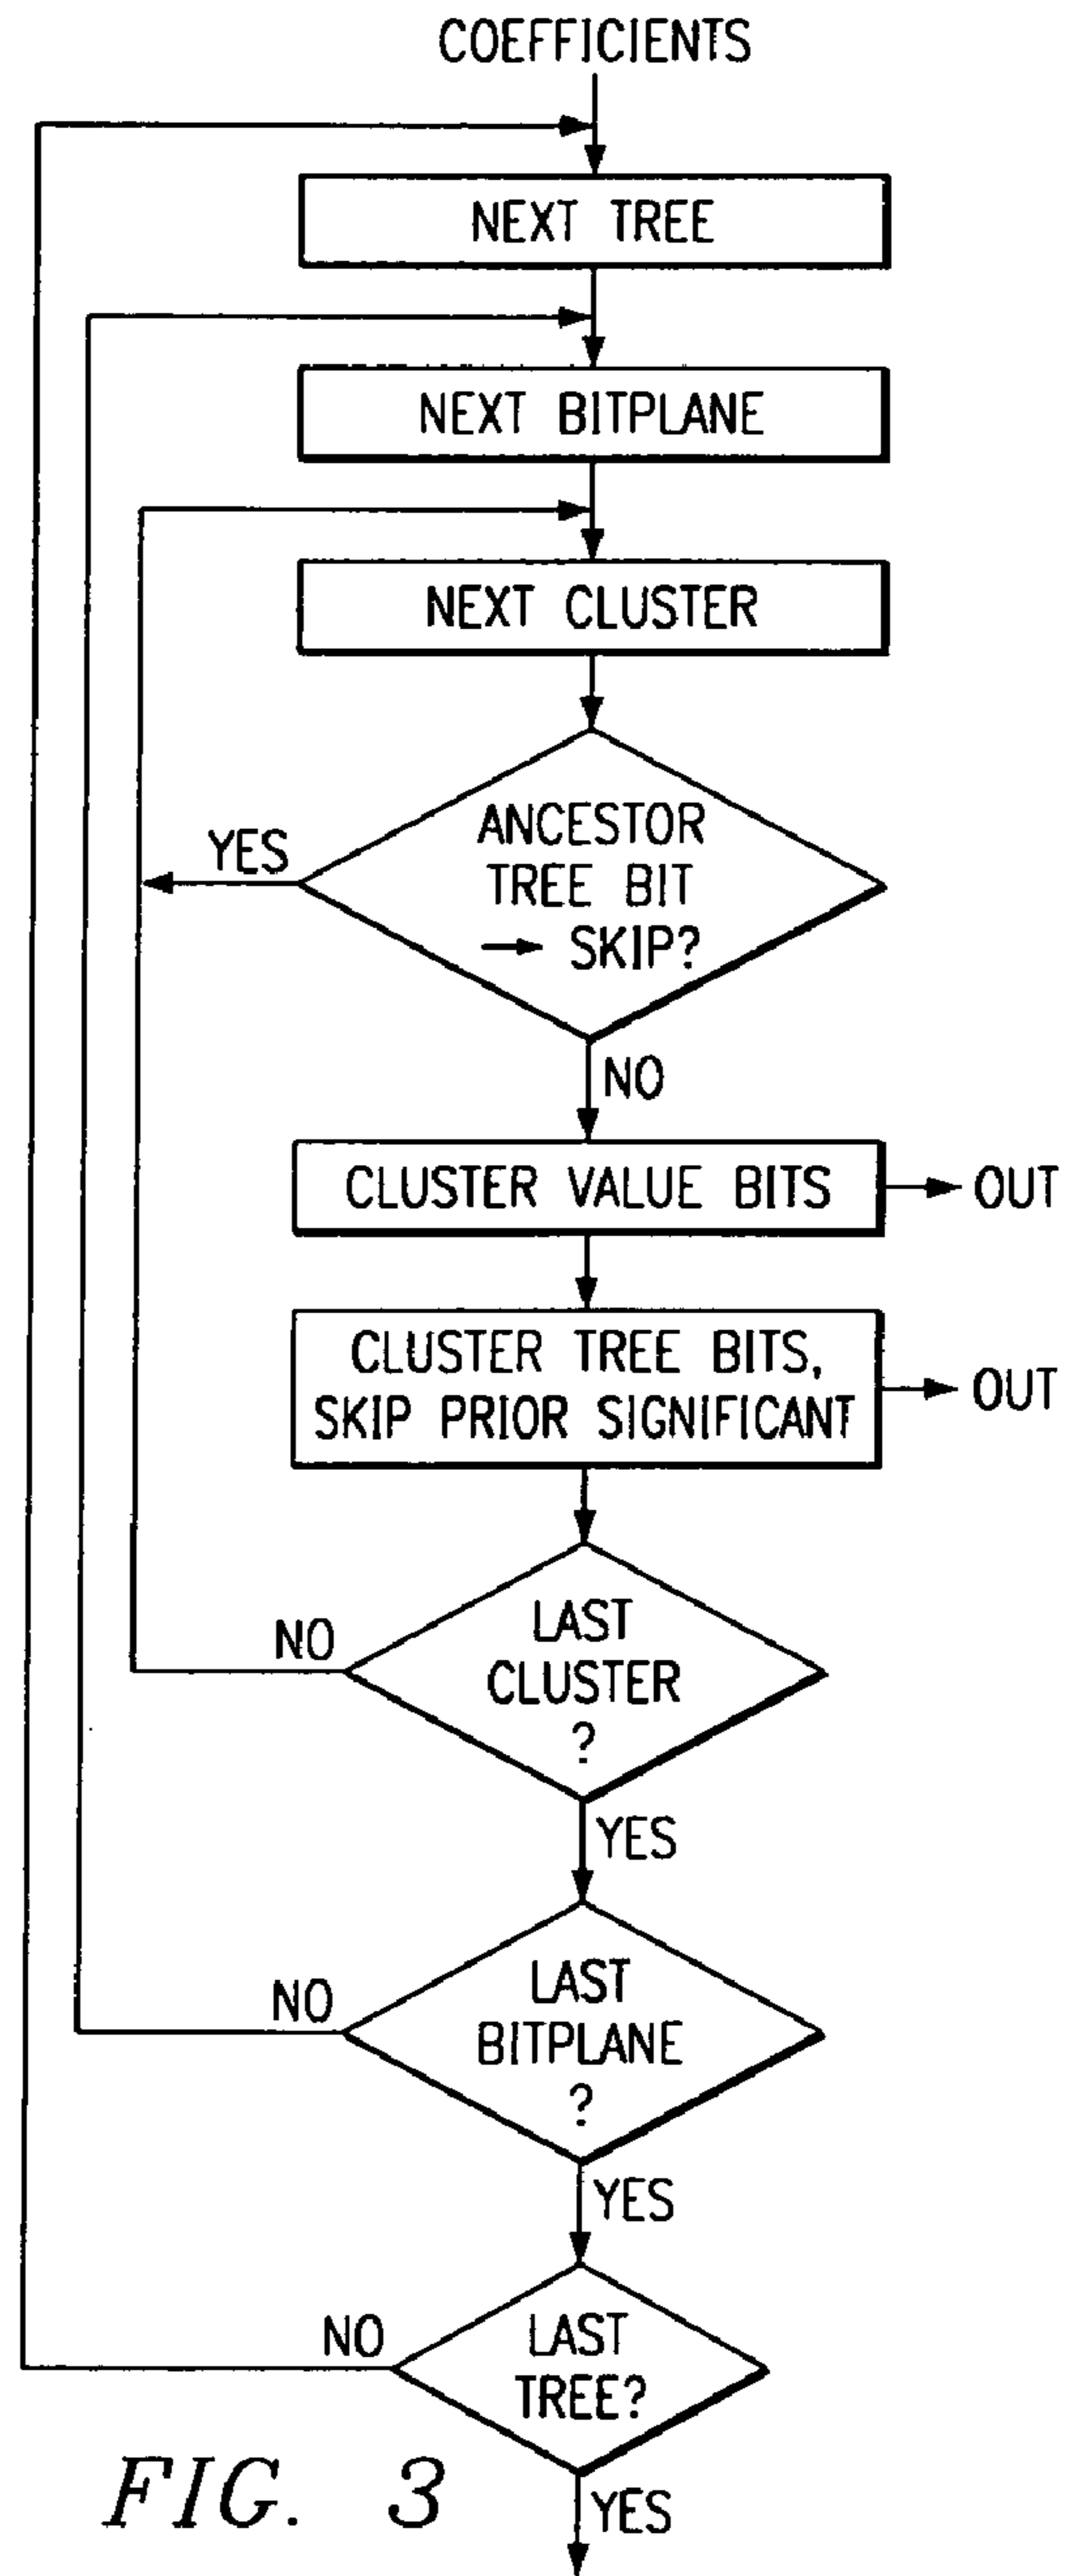 COEFFICIENTS
NEXT TREE
NEXT BITPLANE
NEXT CLUSTER
ANCESTOR
TREE BIT
→ SKIP?
YES
NO
CLUSTER VALUE BITS
OUT
CLUSTER TREE BITS,
SKIP PRIOR SIGNIFICANT
OUT
LAST
CLUSTER
?
NO
YES
LAST
BITPLANE
?
NO
YES
LAST
TREE?
NO
YES
FIG. 3